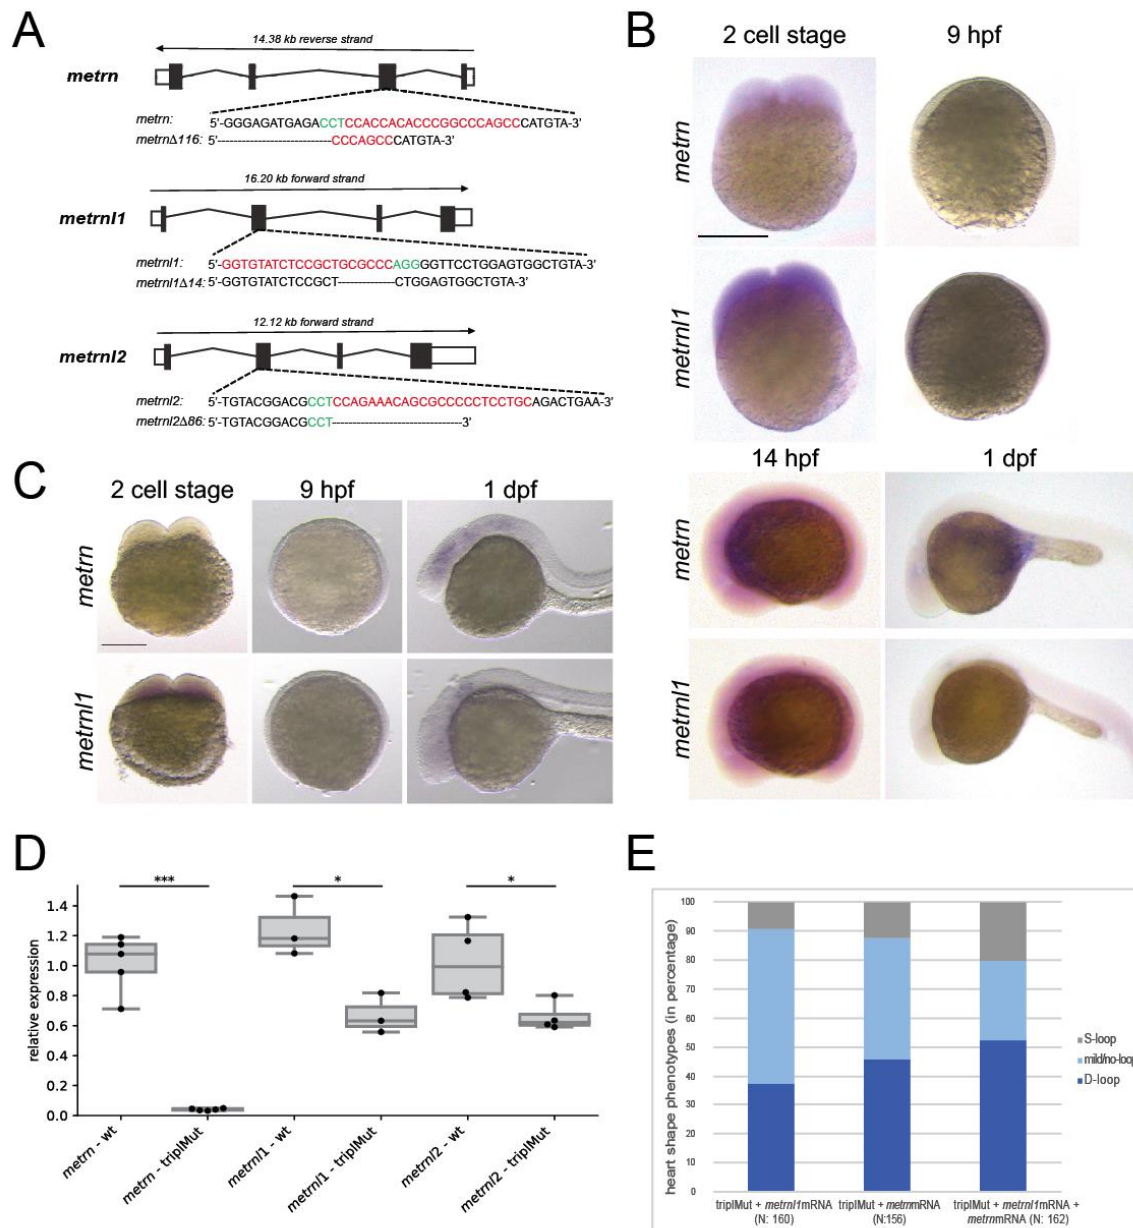 A
14.38 kb reverse strand
metrn
metrn: 5'-GGGAGATGAGACCTCCACCACACCCGGCCCAGCCCATGTA-3'
metrnΔ116: 5'---------------------------CCCAGCCCATGTA-3'
16.20 kb forward strand
metrnl1
metrnl1: 5'-GGTGTATCTCCGCTGCGCCCAGGGGTTCCTGGAGTGGCTGTA-3'
metrnl1Δ14: 5'-GGTGTATCTCCGCT--------------CTGGAGTGGCTGTA-3'
12.12 kb forward strand
metrnl2
metrnl2: 5'-TGTACGGACGCCTCCAGAAACAGCGCCCCCTCCTGCAGACTGAA-3'
metrnl2Δ86: 5'-TGTACGGACGCCT-------------------------------3'
B
2 cell stage 9 hpf
metrn
metrnl1
14 hpf 1 dpf
metrn
metrnl1
C
2 cell stage 9 hpf 1 dpf
metrn
metrnl1
D
*** * *
relative expression
1.4
1.2
1.0
0.8
0.6
0.4
0.2
0.0
metrn - wt
metrn - triplMut
metrnl1 - wt
metrnl1 - triplMut
metrnl2 - wt
metrnl2 - triplMut
E
heart shape phenotypes (in percentage)
100
90
80
70
60
50
40
30
20
10
0
S-loop
mild/no-loop
D-loop
triplMut + metrnl1mRNA
(N: 160)
triplMut + metrnmRNA
(N:156)
triplMut + metrnl1mRNA +
metrnmRNA (N: 162)